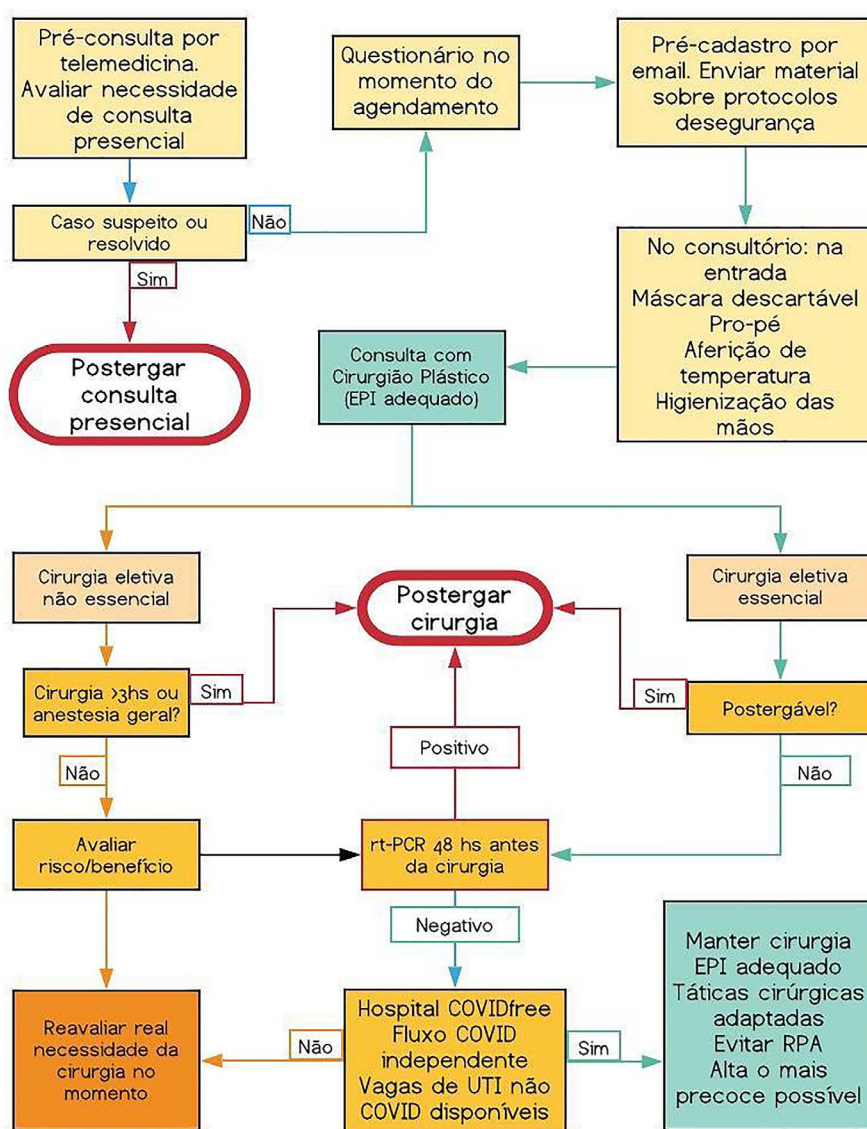 Pré-consulta por
telemedicina.
Avaliar necessidade
de consulta
presencial
Questionário no
momento do
agendamento
Pré-cadastro por
email. Enviar material
sobre protocolos
desegurança
Caso suspeito ou
resolvido
Não
Sim
Postergar
consulta
presencial
No consultório: na
entrada
Máscara descartável
Pro-pé
Aferição de
temperatura
Higienização das
mãos
Consulta com
Cirurgião Plástico
(EPI adequado)
Cirurgia eletiva
não essencial
Postergar
cirurgia
Cirurgia eletiva
essencial
Cirurgia >3hs ou
anestesia geral?
Sim
Sim
Postergável?
Positivo
Não
Não
Avaliar
risco/benefício
rt-PCR 48 hs antes
da cirurgia
Negativo
Reavaliar real
necessidade da
cirurgia no
momento
Não
Hospital COVIDfree
Fluxo COVID
independente
Vagas de UTI não
COVID disponíveis
Sim
Manter cirurgia
EPI adequado
Táticas cirúrgicas
adaptadas
Evitar RPA
Alta o mais
precoce possível